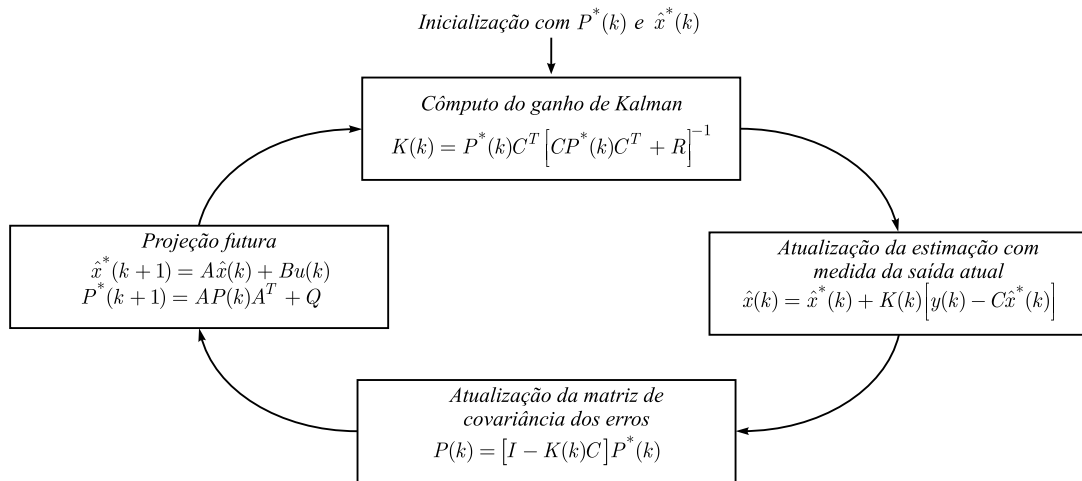 Inicialização com P*(k) e x̂*(k)
Cômputo do ganho de Kalman
K(k) = P*(k)C^T [CP*(k)C^T + R]^{-1}
Atualização da estimação com
medida da saída atual
x̂(k) = x̂*(k) + K(k)[y(k) − Cx̂*(k)]
Atualização da matriz de
covariância dos erros
P(k) = [I − K(k)C]P*(k)
Projeção futura
x̂*(k + 1) = Ax̂(k) + Bu(k)
P*(k + 1) = AP(k)A^T + Q